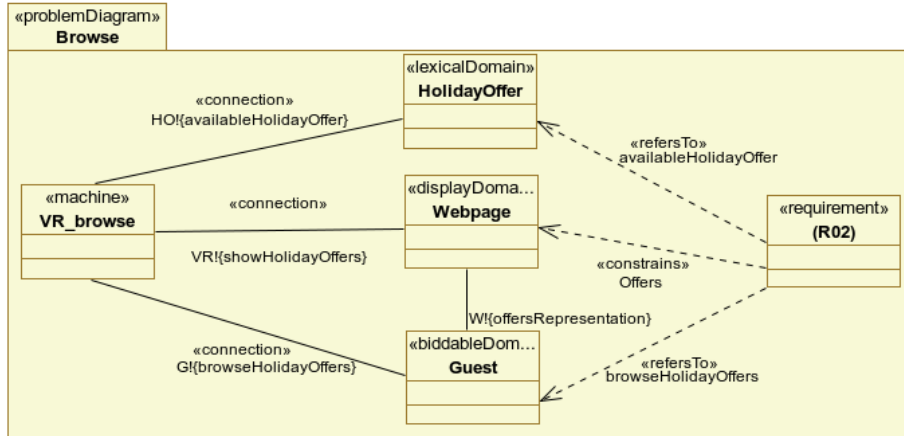 «problemDiagram»
Browse
«lexicalDomain»
HolidayOffer
«connection»
HO!{availableHolidayOffer}
«refersTo»
availableHolidayOffer
«machine»
VR_browse
«connection»
VR!{showHolidayOffers}
«displayDoma...
Webpage
«requirement»
(R02)
«constrains»
Offers
W!{offersRepresentation}
«connection»
G!{browseHolidayOffers}
«biddableDom...
Guest
«refersTo»
browseHolidayOffers